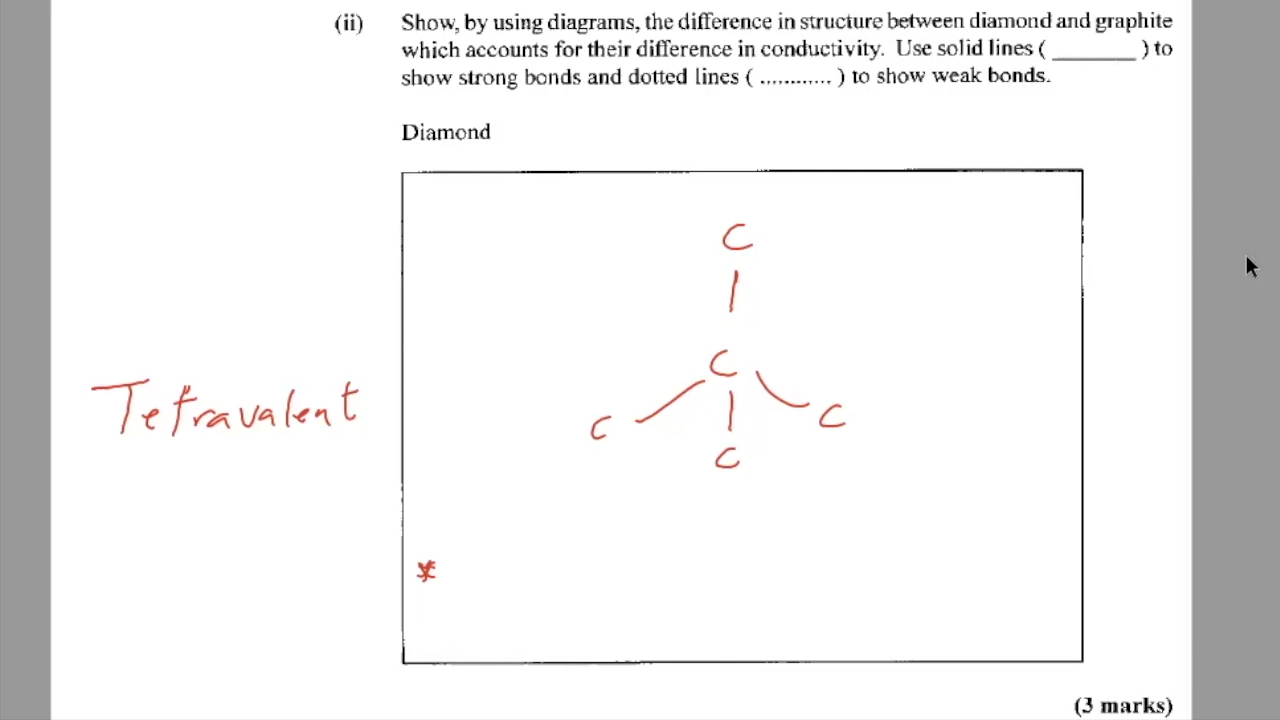 (ii) Show, by using diagrams, the difference in structure between diamond and graphite
which accounts for their difference in conductivity. Use solid lines ( ________ ) to
show strong bonds and dotted lines ( ............ ) to show weak bonds.
Diamond
C
C
C
C
C
Tetravalent
*
(3 marks)